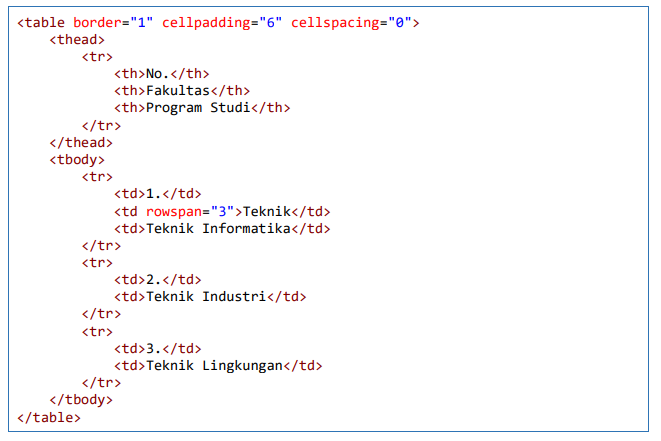 <table border="1" cellpadding="6" cellspacing="0">
    <thead>
        <tr>
            <th>No.</th>
            <th>Fakultas</th>
            <th>Program Studi</th>
        </tr>
    </thead>
    <tbody>
        <tr>
            <td>1.</td>
            <td rowspan="3">Teknik</td>
            <td>Teknik Informatika</td>
        </tr>
        <tr>
            <td>2.</td>
            <td>Teknik Industri</td>
        </tr>
        <tr>
            <td>3.</td>
            <td>Teknik Lingkungan</td>
        </tr>
    </tbody>
</table>